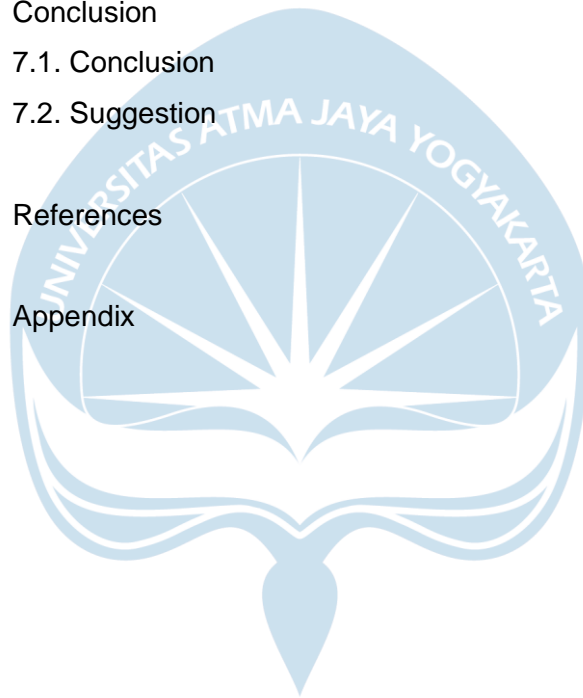 Conclusion
7.1. Conclusion
7.2. Suggestion
UNIVERSITAS ATMA JAYA YOGYAKARTA
References
Appendix